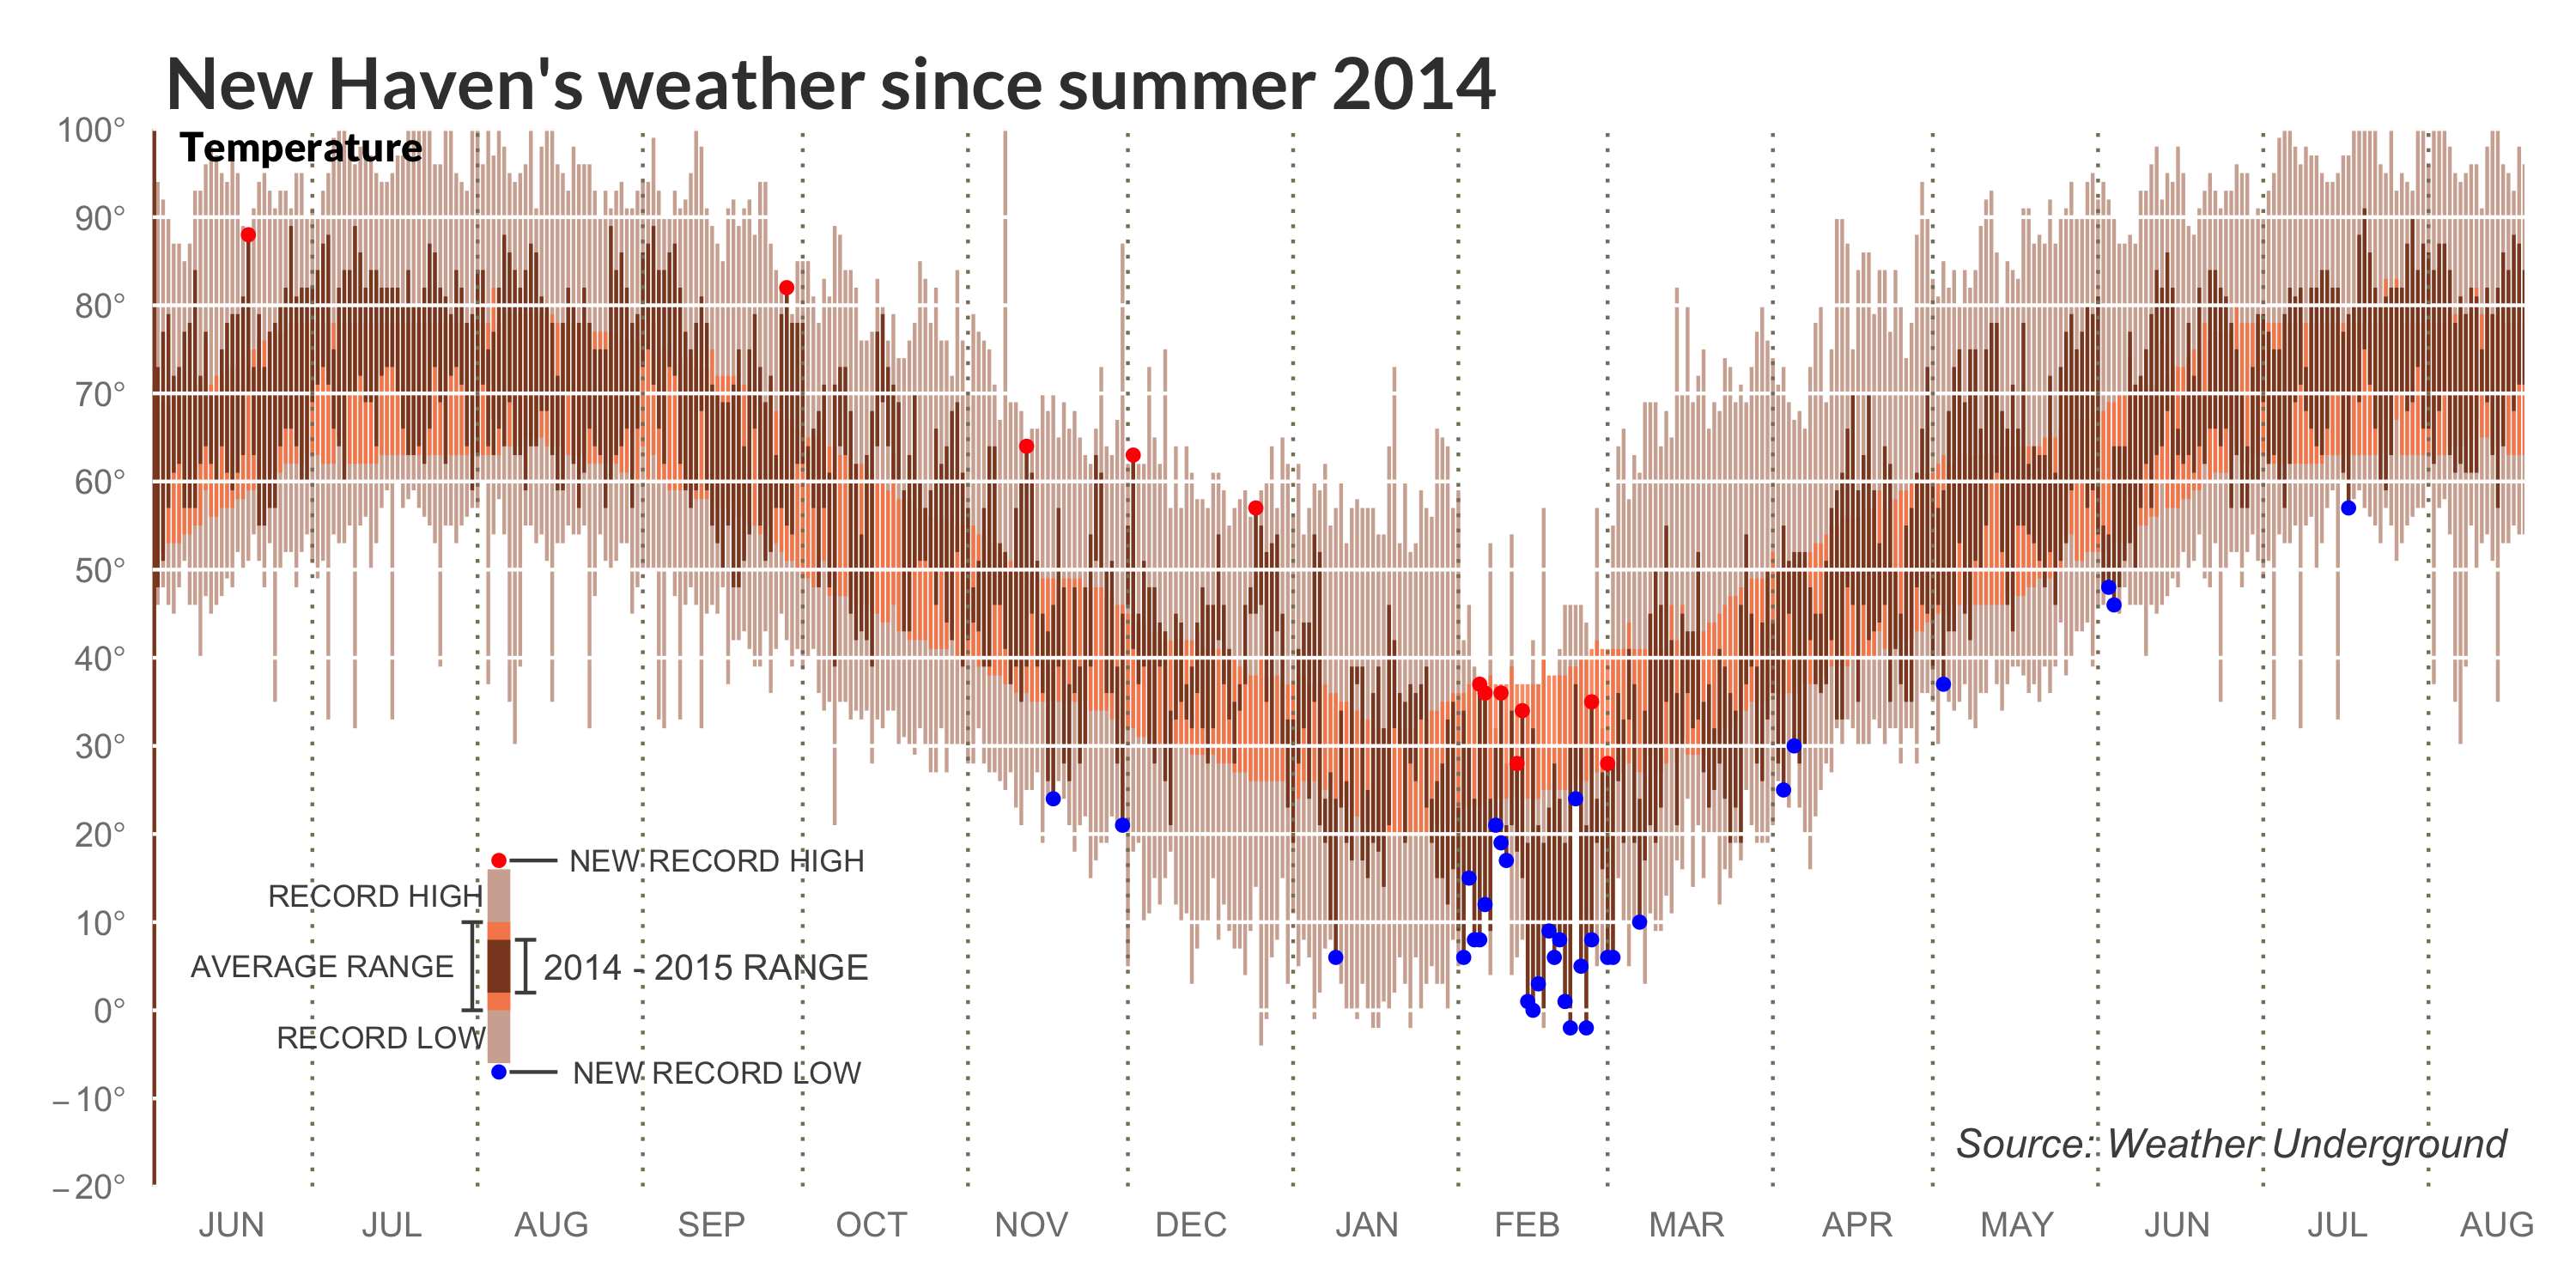 New Haven's weather since summer 2014
Temperature
100°
90°
80°
70°
60°
50°
40°
30°
20°
10°
0°
−10°
−20°
NEW RECORD HIGH
RECORD HIGH
AVERAGE RANGE
2014 - 2015 RANGE
RECORD LOW
NEW RECORD LOW
Source: Weather Underground
JUN JUL AUG SEP OCT NOV DEC JAN FEB MAR APR MAY JUN JUL AUG